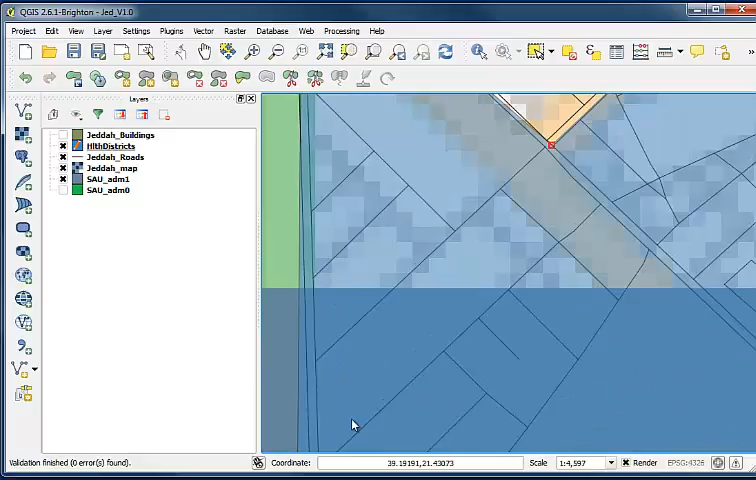 QGIS 2.6.1-Brighton - Jed_V1.0
Project Edit View Layer Settings Plugins Vector Raster Database Web Processing Help
Layers
Jeddah_Buildings
HlthDistricts
Jeddah_Roads
Jeddah_map
SAU_adm1
SAU_adm0
Validation finished (0 error(s) found).
Coordinate: 39.19191,21.43073 Scale 1:4,597 Render EPSG:4326